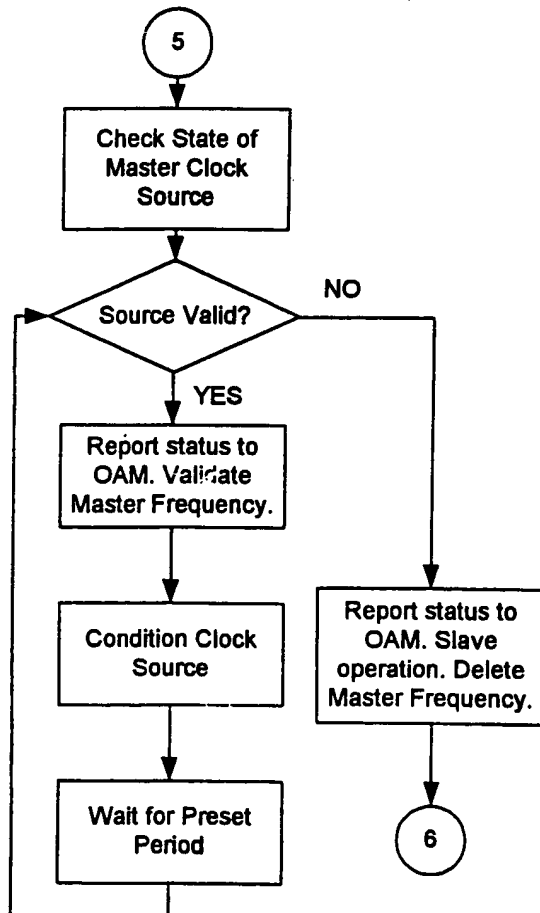 5
Check State of
Master Clock
Source
Source Valid?
NO
YES
Report status to
OAM. Validate
Master Frequency.
Condition Clock
Source
Report status to
OAM. Slave
operation. Delete
Master Frequency.
Wait for Preset
Period
6